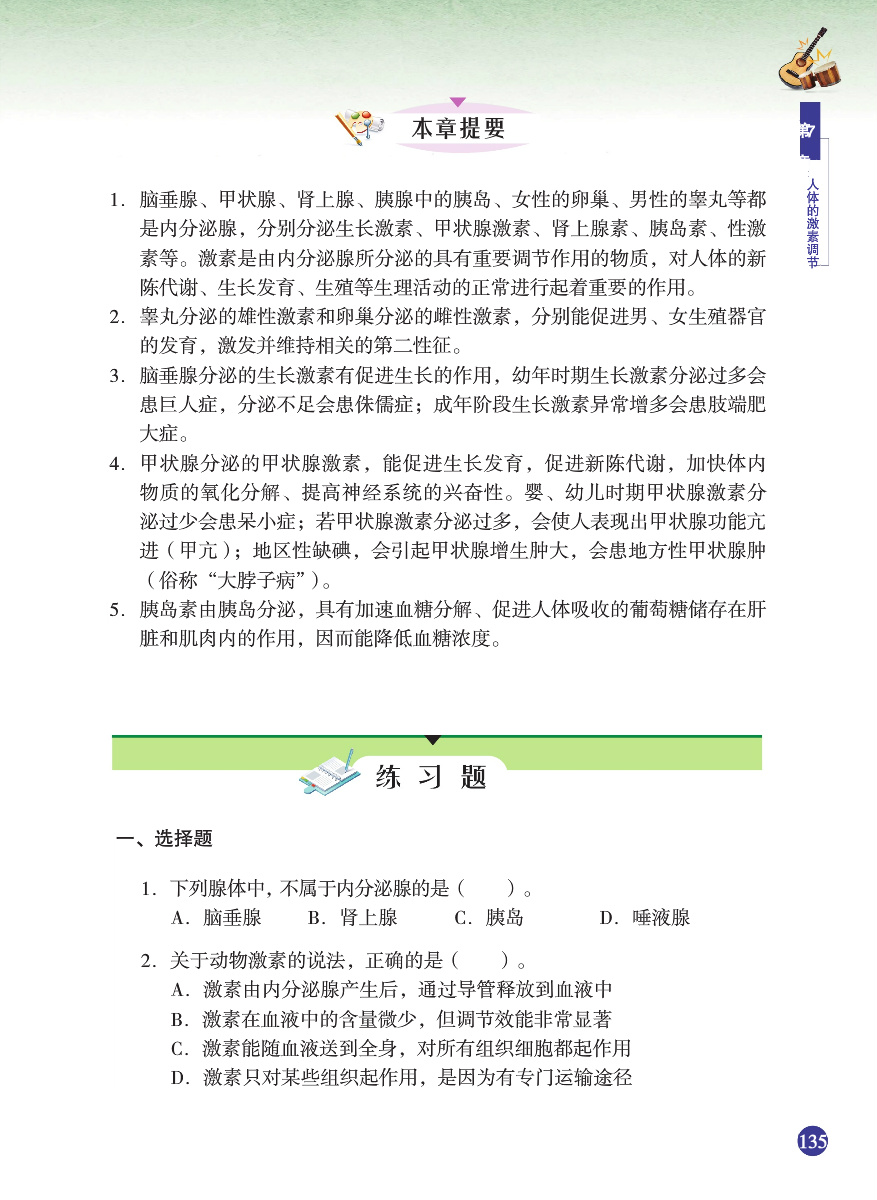 本章提要
第7章
人体的激素调节
1. 脑垂腺、甲状腺、肾上腺、胰腺中的胰岛、女性的卵巢、男性的睾丸等都
是内分泌腺，分别分泌生长激素、甲状腺激素、肾上腺素、胰岛素、性激
素等。激素是由内分泌腺所分泌的具有重要调节作用的物质，对人体的新
陈代谢、生长发育、生殖等生理活动的正常进行起着重要的作用。
2. 睾丸分泌的雄性激素和卵巢分泌的雌性激素，分别能促进男、女生殖器官
的发育，激发并维持相关的第二性征。
3. 脑垂腺分泌的生长激素有促进生长的作用，幼年时期生长激素分泌过多会
患巨人症，分泌不足会患侏儒症；成年阶段生长激素异常增多会患肢端肥
大症。
4. 甲状腺分泌的甲状腺激素，能促进生长发育，促进新陈代谢，加快体内
物质的氧化分解、提高神经系统的兴奋性。婴、幼儿时期甲状腺激素分
泌过少会患呆小症；若甲状腺激素分泌过多，会使人表现出甲状腺功能亢
进（甲亢）；地区性缺碘，会引起甲状腺增生肿大，会患地方性甲状腺肿
（俗称“大脖子病”）。
5. 胰岛素由胰岛分泌，具有加速血糖分解、促进人体吸收的葡萄糖储存在肝
脏和肌肉内的作用，因而能降低血糖浓度。
练 习 题
一、选择题
1. 下列腺体中，不属于内分泌腺的是（　　）。
A. 脑垂腺　B. 肾上腺　C. 胰岛　D. 唾液腺
2. 关于动物激素的说法，正确的是（　　）。
A. 激素由内分泌腺产生后，通过导管释放到血液中
B. 激素在血液中的含量微少，但调节效能非常显著
C. 激素能随血液送到全身，对所有组织细胞都起作用
D. 激素只对某些组织起作用，是因为有专门运输途径
135